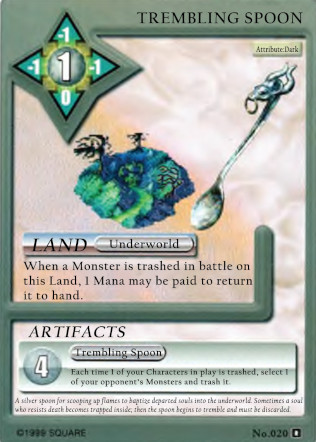 TREMBLING SPOON
Attribute:Dark
-1
-1 1 -1
0
LAND Underworld
When a Monster is trashed in battle on
this Land, 1 Mana may be paid to return
it to hand.
ARTIFACTS
4
Trembling Spoon
Each time 1 of your Characters in play is trashed, select 1
of your opponent's Monsters and trash it.
A silver spoon for scooping up flames to baptize departed souls into the underworld. Sometimes a soul
who resists death becomes trapped inside; then the spoon begins to tremble and must be discarded.
©1999 SQUARE
No.020